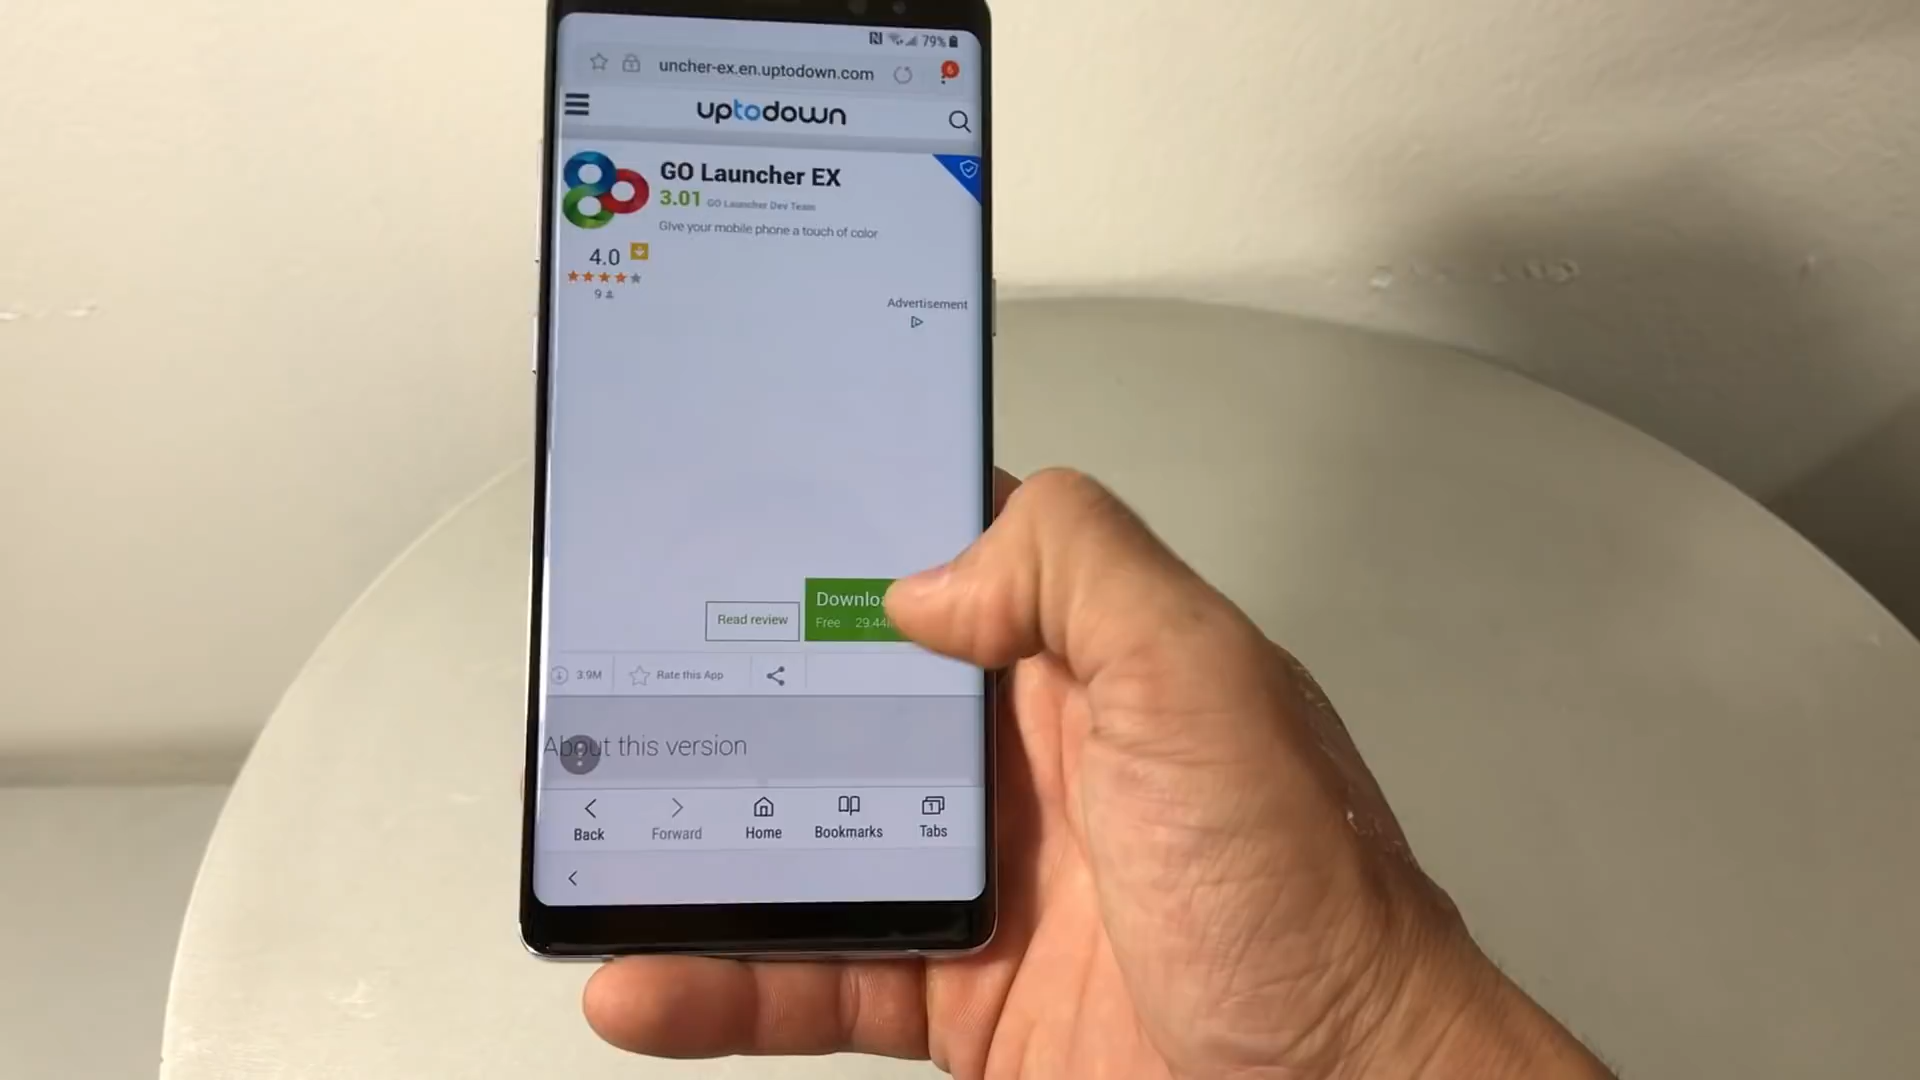 79%
uncher-ex.en.uptodown.com
6
uptodown
GO Launcher EX
3.01 GO Launcher Dev Team
Give your mobile phone a touch of color
4.0
9
Advertisement
Download
Free 29.44
Read review
3.9M Rate this App
About this version
1
Back Forward Home Bookmarks Tabs